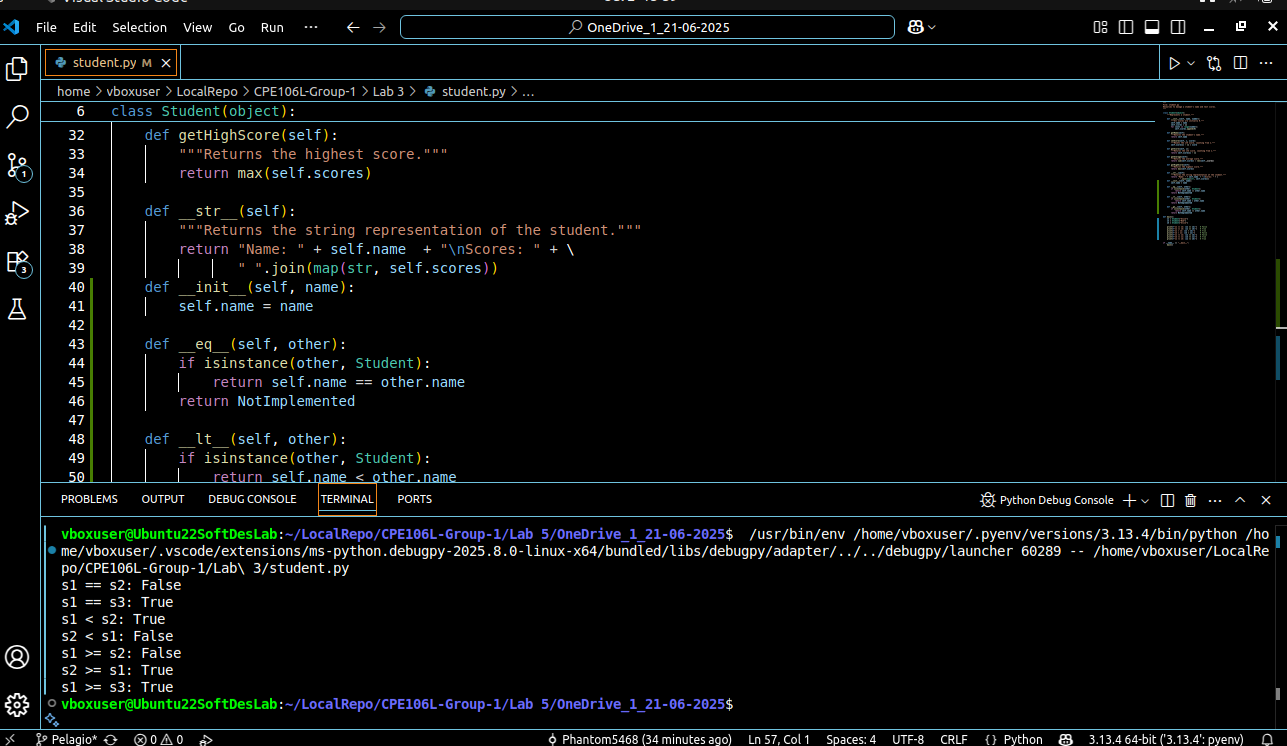 File Edit Selection View Go Run ··· OneDrive_1_21-06-2025
student.py M
home > vboxuser > LocalRepo > CPE106L-Group-1 > Lab 3 > student.py > ...
6 class Student(object):
32 def getHighScore(self):
33 """Returns the highest score."""
34 return max(self.scores)
35
36 def __str__(self):
37 """Returns the string representation of the student."""
38 return "Name: " + self.name  + "\nScores: " + \
39 " ".join(map(str, self.scores))
40 def __init__(self, name):
41 self.name = name
42
43 def __eq__(self, other):
44 if isinstance(other, Student):
45 return self.name == other.name
46 return NotImplemented
47
48 def __lt__(self, other):
49 if isinstance(other, Student):
50 return self.name < other.name
1
3
PROBLEMS OUTPUT DEBUG CONSOLE TERMINAL PORTS Python Debug Console
vboxuser@Ubuntu22SoftDesLab:~/LocalRepo/CPE106L-Group-1/Lab 5/OneDrive_1_21-06-2025$  /usr/bin/env /home/vboxuser/.pyenv/versions/3.13.4/bin/python /ho
me/vboxuser/.vscode/extensions/ms-python.debugpy-2025.8.0-linux-x64/bundled/libs/debugpy/adapter/../../debugpy/launcher 60289 -- /home/vboxuser/LocalRe
po/CPE106L-Group-1/Lab\ 3/student.py
s1 == s2: False
s1 == s3: True
s1 < s2: True
s2 < s1: False
s1 >= s2: False
s2 >= s1: True
s1 >= s3: True
vboxuser@Ubuntu22SoftDesLab:~/LocalRepo/CPE106L-Group-1/Lab 5/OneDrive_1_21-06-2025$
Pelagio* 0 0 Phantom5468 (34 minutes ago) Ln 57, Col 1 Spaces: 4 UTF-8 CRLF {} Python 3.13.4 64-bit ('3.13.4': pyenv)